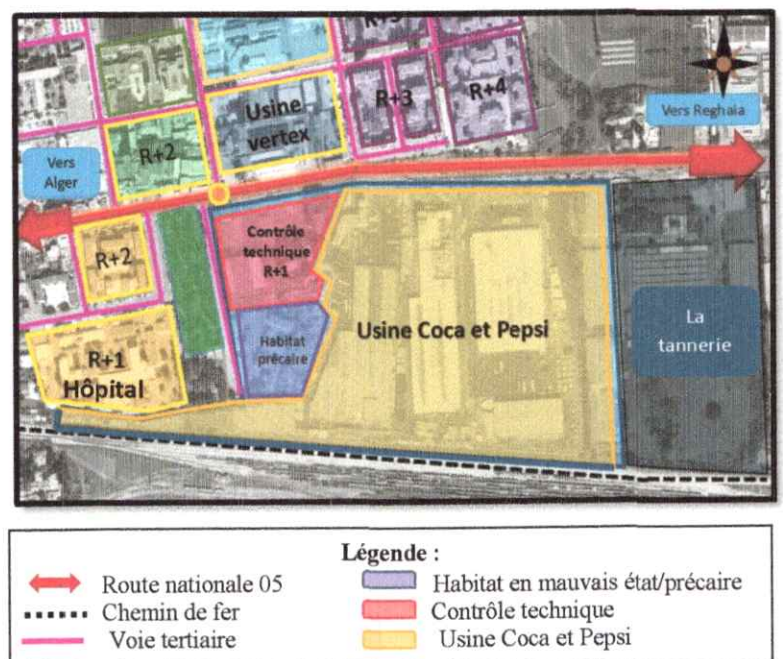 R+3
R+4
R+3
Usine
vertex
Vers Reghaia
R+2
Vers
Alger
Contrôle
technique
R+1
R+2
Usine Coca et Pepsi
La
tannerie
Habitat
précaire
R+1
Hôpital
Légende :
Route nationale 05
Habitat en mauvais état/précaire
Chemin de fer
Contrôle technique
Voie tertiaire
Usine Coca et Pepsi